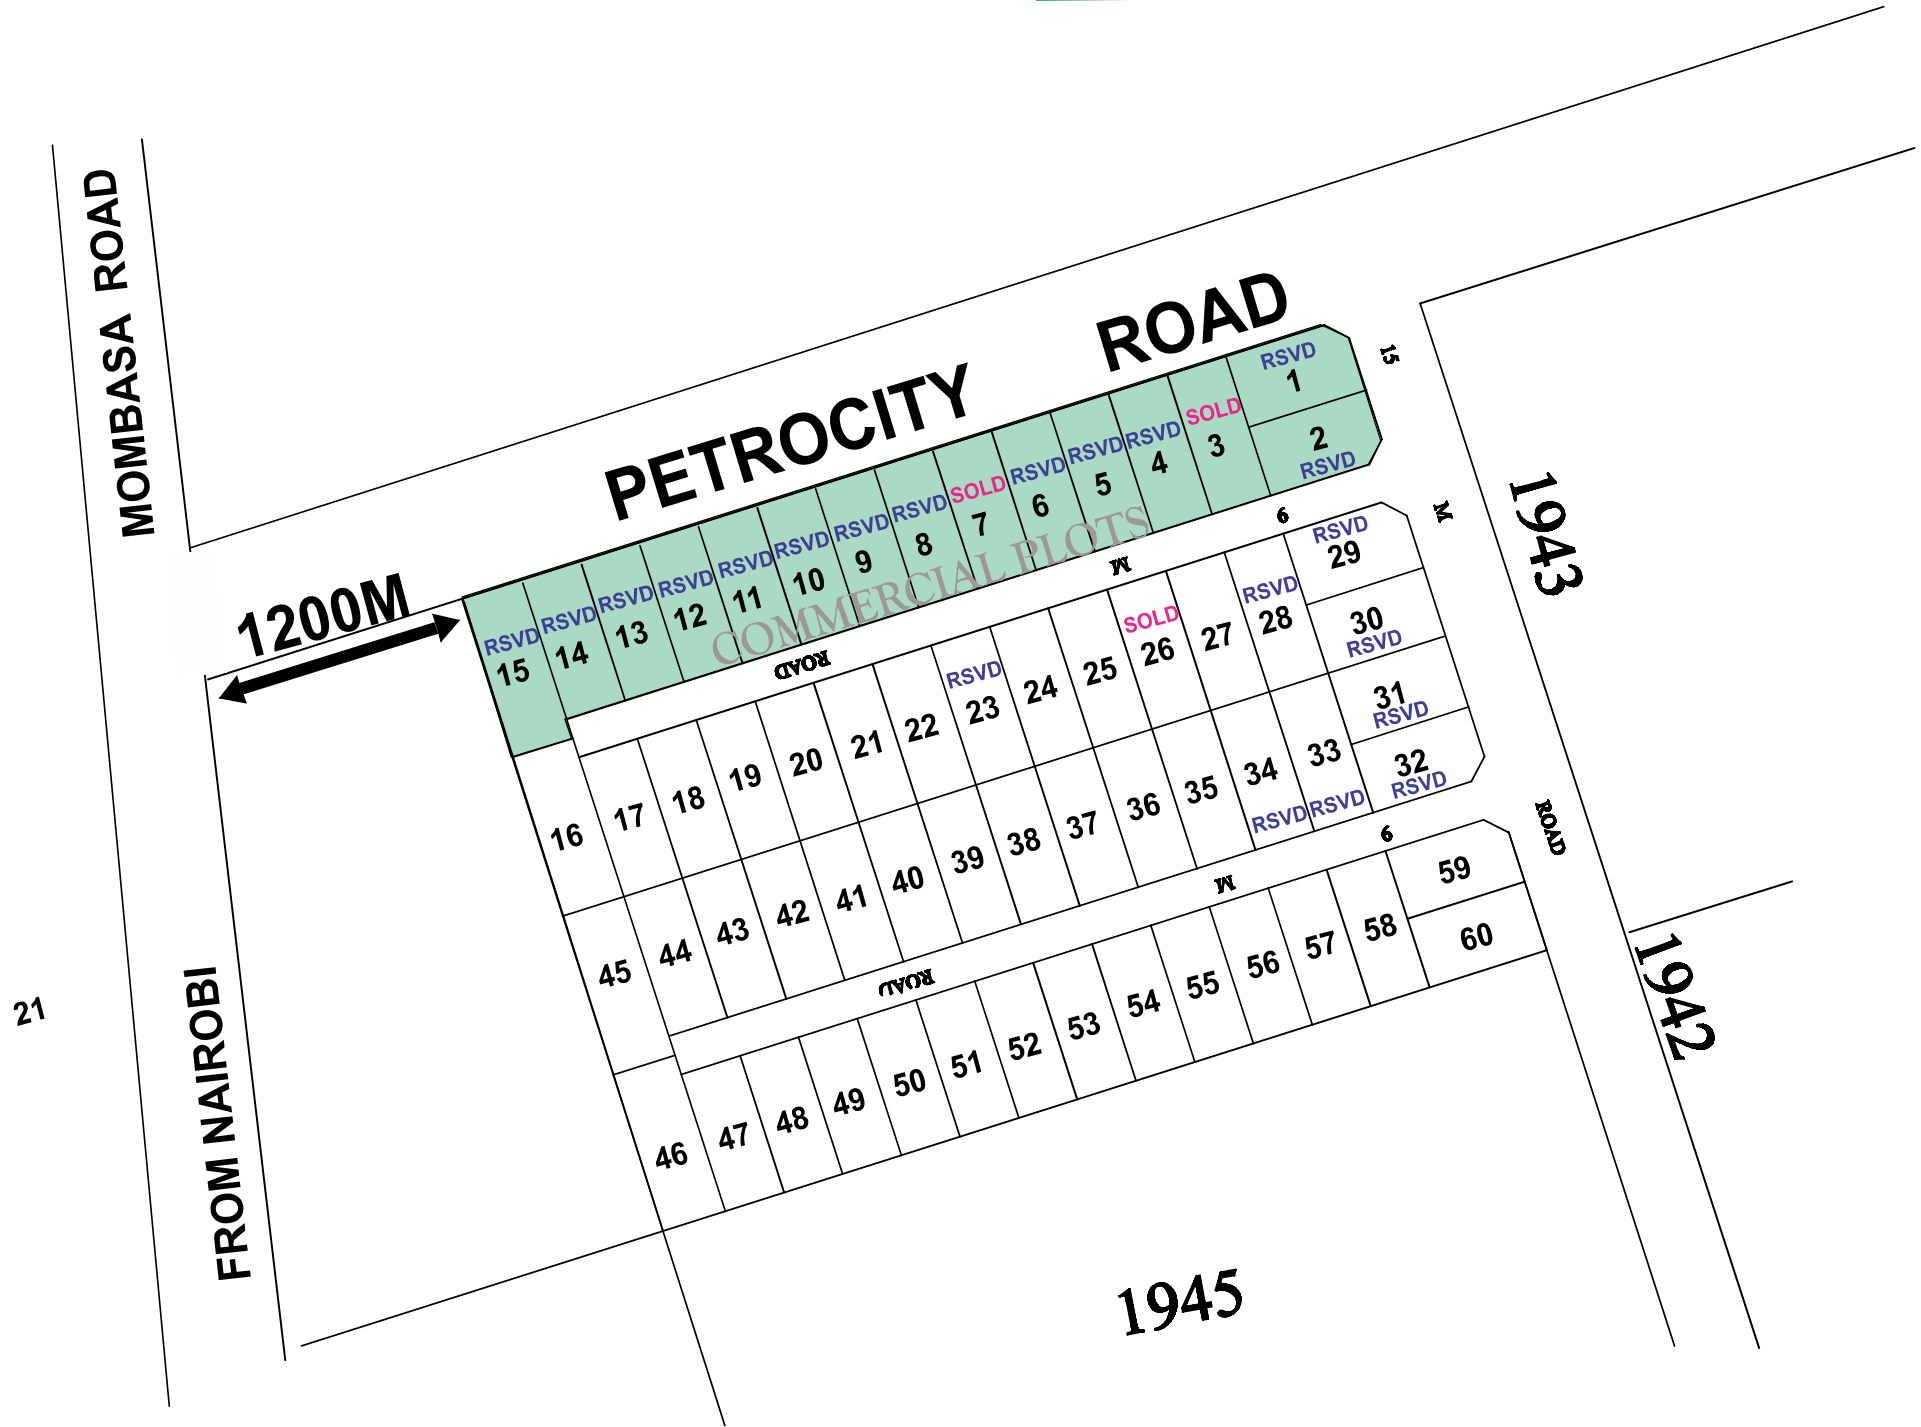 MOMBASA ROAD
FROM NAIROBI
21
1200M
PETROCITY ROAD
COMMERCIAL PLOTS
RSVD 1
2 RSVD
SOLD 3
RSVD 4
RSVD 5
RSVD 6
SOLD 7
RSVD 8
RSVD 9
RSVD 10
RSVD 11
RSVD 12
RSVD 13
RSVD 14
RSVD 15
15 M ROAD
6 M ROAD
16
17
18
19
20
21
22
RSVD 23
24
25
SOLD 26
27
RSVD 28
RSVD 29
30 RSVD
31 RSVD
32 RSVD
33 RSVD
34 RSVD
35
36
37
38
39
40
41
42
43
44
45
6 M ROAD
46
47
48
49
50
51
52
53
54
55
56
57
58
59
60
1943
1942
1945